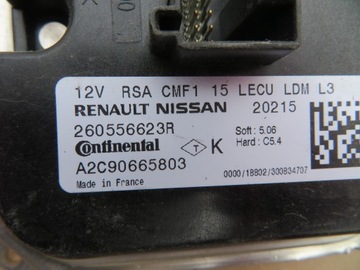 12V RSA CMF1 15 LECU LDM L3
RENAULT NISSAN 20215
260556623R Soft : 5.06
Hard : C5.4
Continental T K
A2C90665803
Made in France 0000/18802/300834707